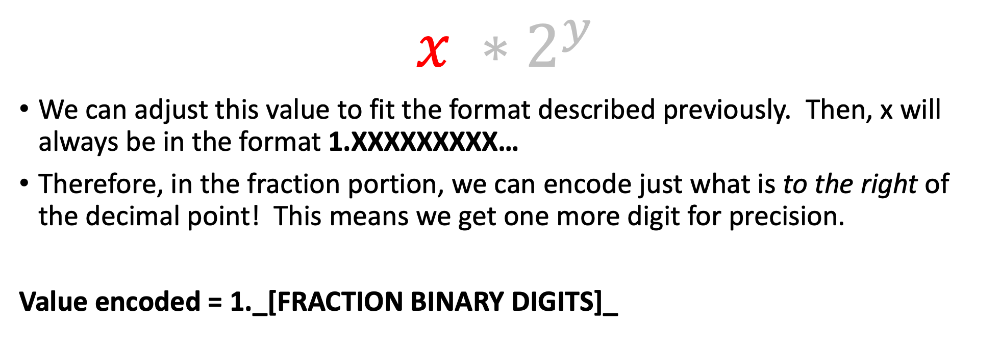 x * 2^y
• We can adjust this value to fit the format described previously.  Then, x will
always be in the format 1.XXXXXXXXX...
• Therefore, in the fraction portion, we can encode just what is to the right of
the decimal point!  This means we get one more digit for precision.
Value encoded = 1._[FRACTION BINARY DIGITS]_